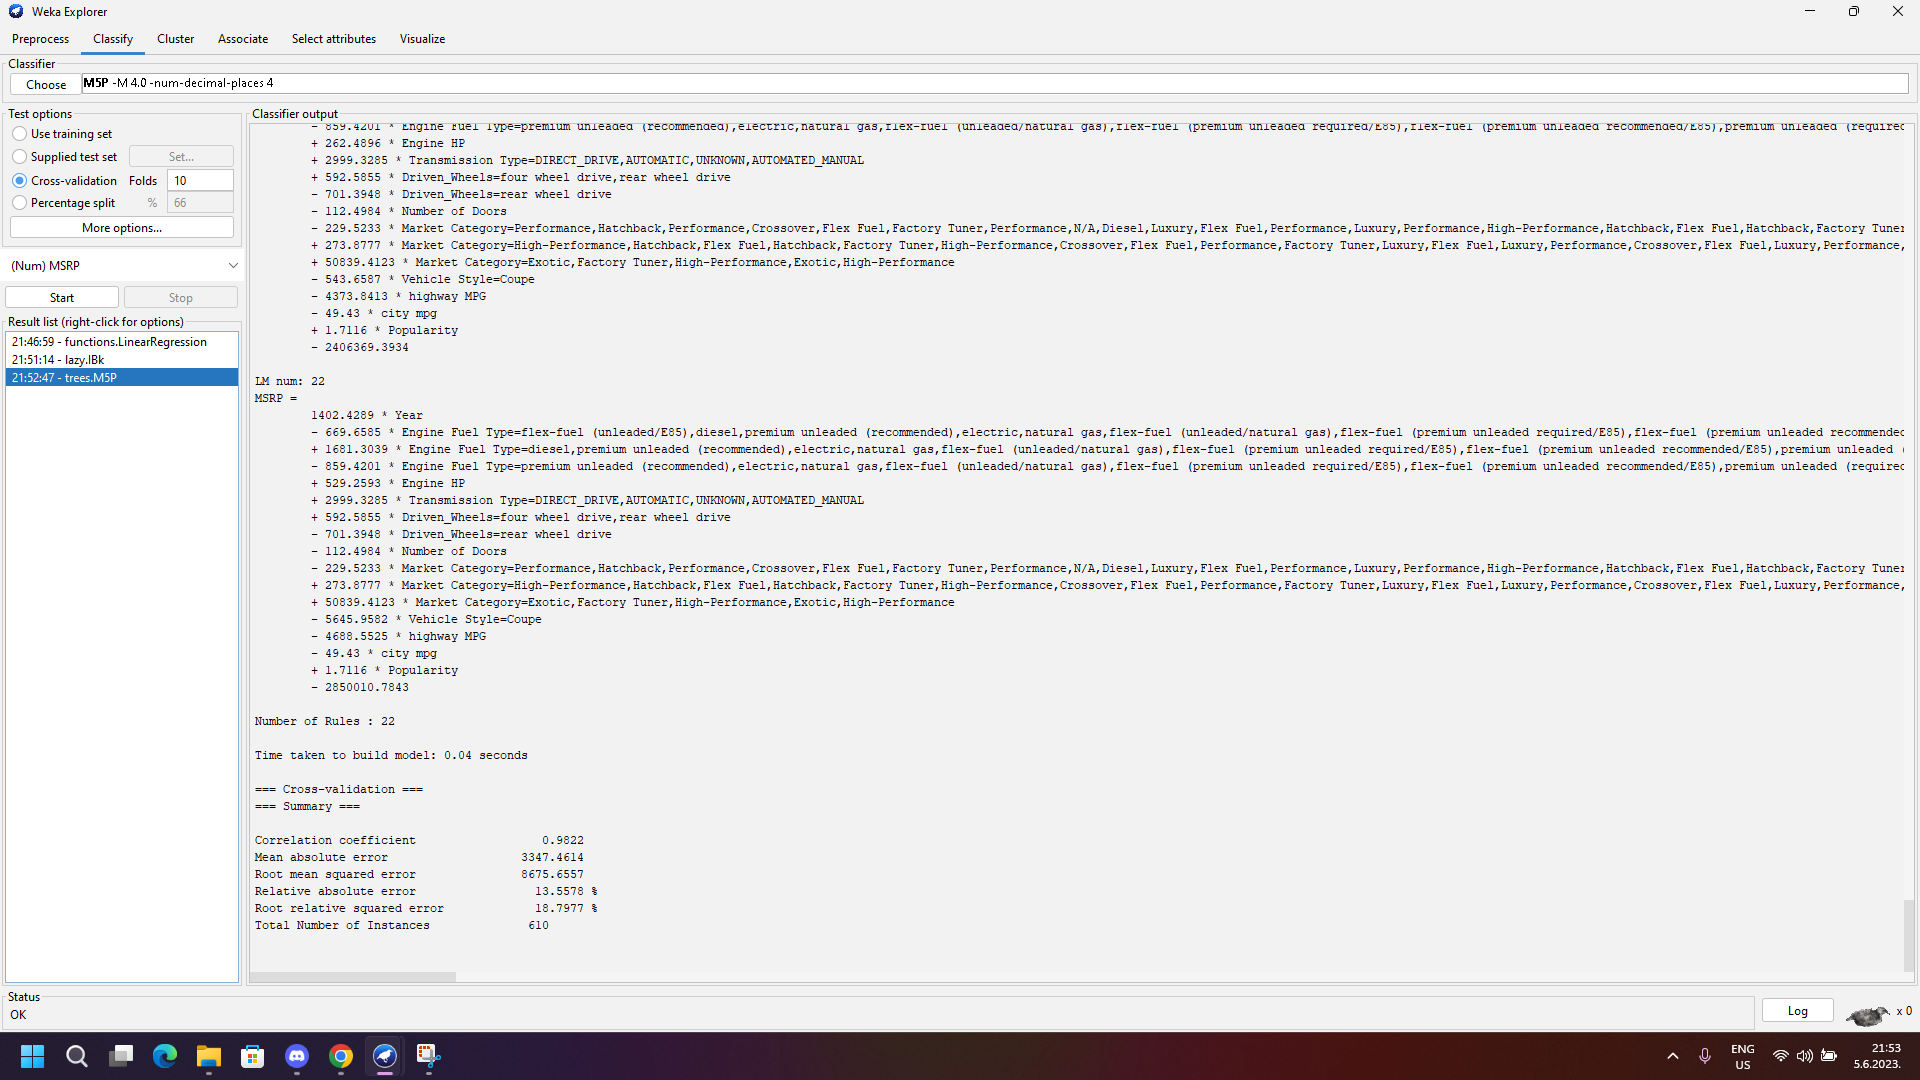 Weka Explorer
Preprocess Classify Cluster Associate Select attributes Visualize
Classifier
Choose M5P -M 4.0 -num-decimal-places 4
Test options
Use training set
Supplied test set Set...
Cross-validation Folds 10
Percentage split % 66
More options...
(Num) MSRP
Start Stop
Result list (right-click for options)
21:46:59 - functions.LinearRegression
21:51:14 - lazy.IBk
21:52:47 - trees.M5P
Classifier output
- 859.4201 * Engine Fuel Type=premium unleaded (recommended),electric,natural gas,flex-fuel (unleaded/natural gas),flex-fuel (premium unleaded required/E85),flex-fuel (premium unleaded recommended/E85),premium unleaded (required
+ 262.4896 * Engine HP
+ 2999.3285 * Transmission Type=DIRECT_DRIVE,AUTOMATIC,UNKNOWN,AUTOMATED_MANUAL
+ 592.5855 * Driven_Wheels=four wheel drive,rear wheel drive
- 701.3948 * Driven_Wheels=rear wheel drive
- 112.4984 * Number of Doors
- 229.5233 * Market Category=Performance,Hatchback,Performance,Crossover,Flex Fuel,Factory Tuner,Performance,N/A,Diesel,Luxury,Flex Fuel,Performance,Luxury,Performance,High-Performance,Hatchback,Flex Fuel,Hatchback,Factory Tuner
+ 273.8777 * Market Category=High-Performance,Hatchback,Flex Fuel,Hatchback,Factory Tuner,High-Performance,Crossover,Flex Fuel,Performance,Factory Tuner,Luxury,Flex Fuel,Luxury,Performance,Crossover,Flex Fuel,Luxury,Performance,
+ 50839.4123 * Market Category=Exotic,Factory Tuner,High-Performance,Exotic,High-Performance
- 543.6587 * Vehicle Style=Coupe
- 4373.8413 * highway MPG
- 49.43 * city mpg
+ 1.7116 * Popularity
- 2406369.3934
LM num: 22
MSRP =
1402.4289 * Year
- 669.6585 * Engine Fuel Type=flex-fuel (unleaded/E85),diesel,premium unleaded (recommended),electric,natural gas,flex-fuel (unleaded/natural gas),flex-fuel (premium unleaded required/E85),flex-fuel (premium unleaded recommended
+ 1681.3039 * Engine Fuel Type=diesel,premium unleaded (recommended),electric,natural gas,flex-fuel (unleaded/natural gas),flex-fuel (premium unleaded required/E85),flex-fuel (premium unleaded recommended/E85),premium unleaded (
- 859.4201 * Engine Fuel Type=premium unleaded (recommended),electric,natural gas,flex-fuel (unleaded/natural gas),flex-fuel (premium unleaded required/E85),flex-fuel (premium unleaded recommended/E85),premium unleaded (required
+ 529.2593 * Engine HP
+ 2999.3285 * Transmission Type=DIRECT_DRIVE,AUTOMATIC,UNKNOWN,AUTOMATED_MANUAL
+ 592.5855 * Driven_Wheels=four wheel drive,rear wheel drive
- 701.3948 * Driven_Wheels=rear wheel drive
- 112.4984 * Number of Doors
- 229.5233 * Market Category=Performance,Hatchback,Performance,Crossover,Flex Fuel,Factory Tuner,Performance,N/A,Diesel,Luxury,Flex Fuel,Performance,Luxury,Performance,High-Performance,Hatchback,Flex Fuel,Hatchback,Factory Tuner
+ 273.8777 * Market Category=High-Performance,Hatchback,Flex Fuel,Hatchback,Factory Tuner,High-Performance,Crossover,Flex Fuel,Performance,Factory Tuner,Luxury,Flex Fuel,Luxury,Performance,Crossover,Flex Fuel,Luxury,Performance,
+ 50839.4123 * Market Category=Exotic,Factory Tuner,High-Performance,Exotic,High-Performance
- 5645.9582 * Vehicle Style=Coupe
- 4688.5525 * highway MPG
- 49.43 * city mpg
+ 1.7116 * Popularity
- 2850010.7843
Number of Rules : 22
Time taken to build model: 0.04 seconds
=== Cross-validation ===
=== Summary ===
Correlation coefficient 0.9822
Mean absolute error 3347.4614
Root mean squared error 8675.6557
Relative absolute error 13.5578 %
Root relative squared error 18.7977 %
Total Number of Instances 610
Status
OK
Log x 0
ENG
US
21:53
5.6.2023.